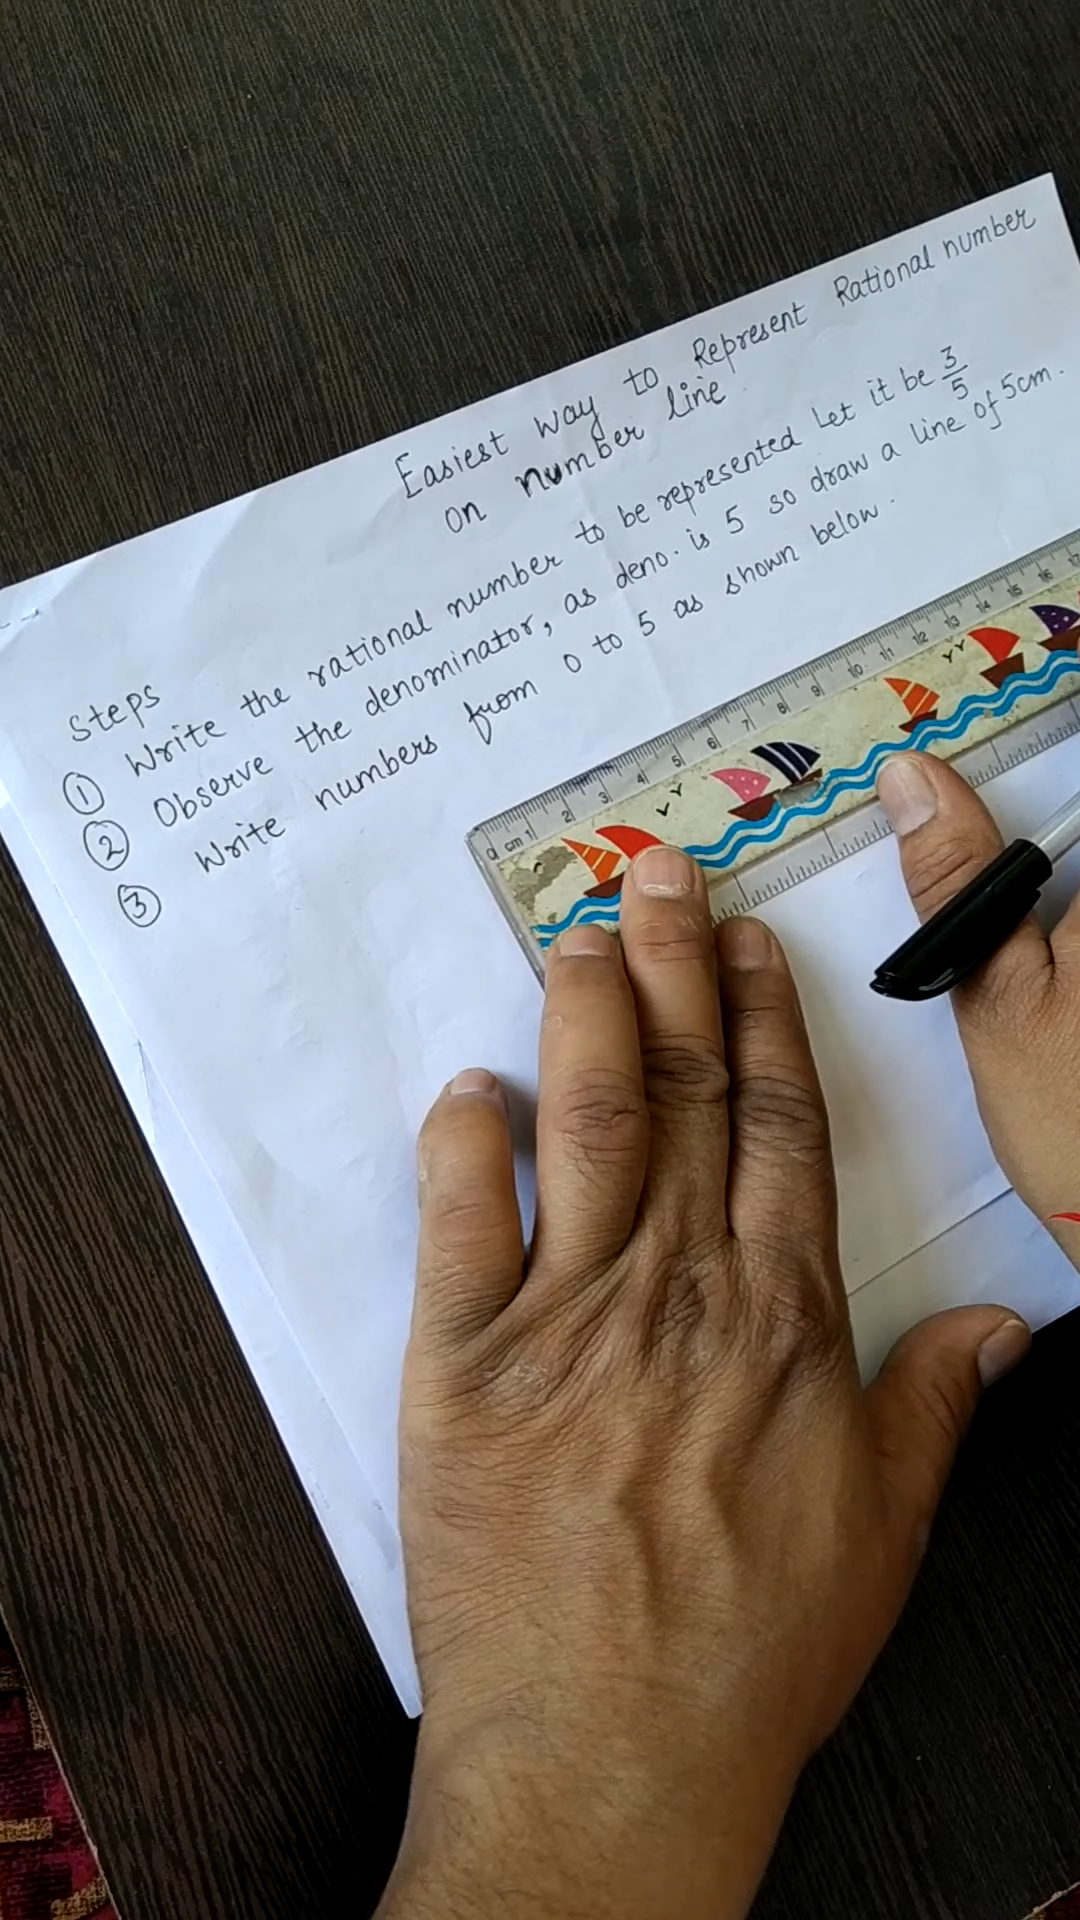 Easiest way to Represent Rational number
on number line
steps
① Write the rational number to be represented Let it be 3/5
② Observe the denominator, as deno. is 5 so draw a line of 5cm.
③ Write numbers from 0 to 5 as shown below.
0 cm 1 2 3 4 5 6 7 8 9 10 11 12 13 14 15 16 17